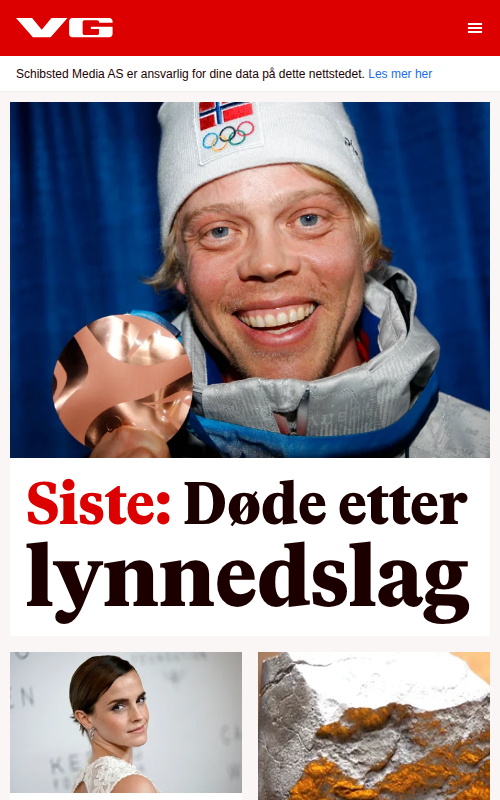 VG
Schibsted Media AS er ansvarlig for dine data på dette nettstedet. Les mer her
Siste: Døde etter
lynnedslag